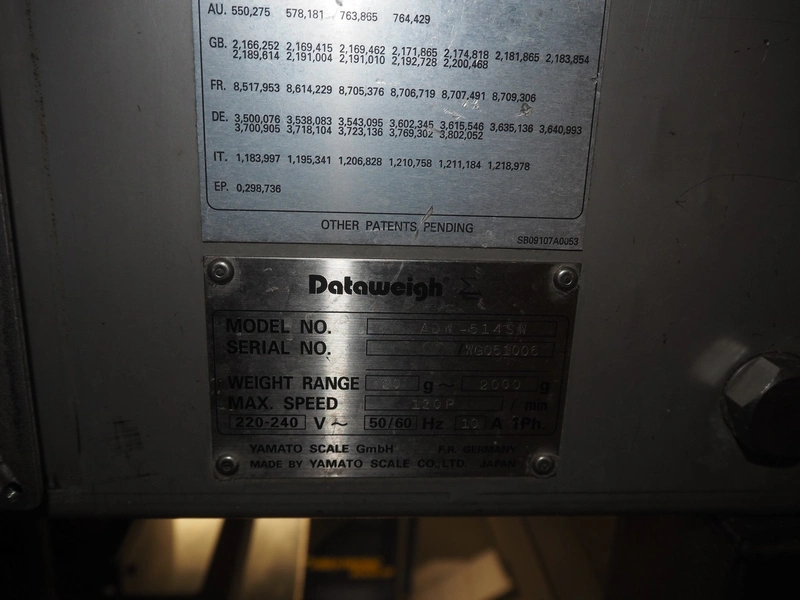 AU. 550,275 578,181 763,865 764,429
GB. 2,166,252 2,169,415 2,169,462 2,171,865 2,174,818 2,181,865 2,183,854
2,189,614 2,191,004 2,191,010 2,192,728 2,200,468
FR. 8,517,953 8,614,229 8,705,376 8,706,719 8,707,491 8,709,306
DE. 3,500,076 3,538,083 3,543,095 3,602,345 3,615,546 3,635,136 3,640,993
3,700,905 3,718,104 3,723,136 3,769,302 3,802,052
IT. 1,183,997 1,195,341 1,206,828 1,210,758 1,211,184 1,218,978
EP. 0,298,736
OTHER PATENTS PENDING
SB09107A0053
Dataweigh Σ
MODEL NO. ADW-614SW
SERIAL NO. /WG051006
WEIGHT RANGE g ~ 2000 g
MAX. SPEED 120P / min
220-240 V ~ 50/60 Hz 10 A 1Ph.
YAMATO SCALE GmbH F.R. GERMANY
MADE BY YAMATO SCALE CO., LTD. JAPAN